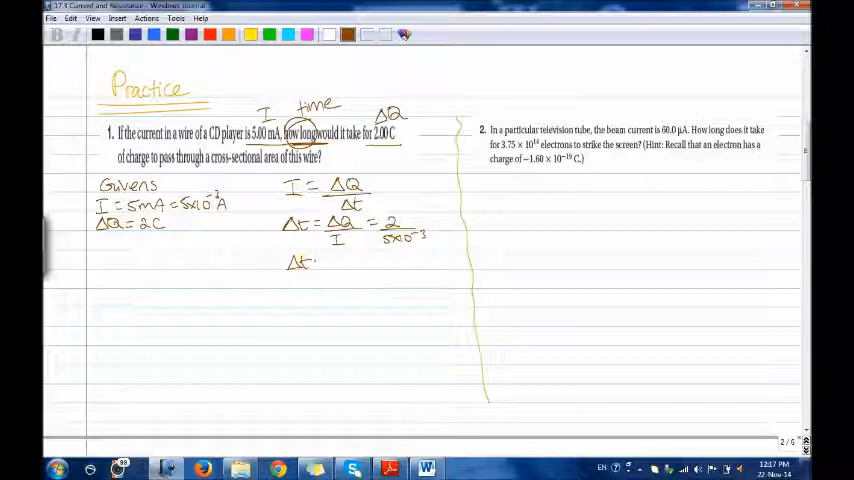 17.3 Current and Resistance - Windows Journal
File Edit View Insert Actions Tools Help
B I
Practice
I time ΔQ
1. If the current in a wire of a CD player is 5.00 mA, how long would it take for 2.00 C
of charge to pass through a cross-sectional area of this wire?
Givens
I = 5mA = 5x10⁻³A
ΔQ = 2C
I = ΔQ / Δt
Δt = ΔQ / I = 2 / 5x10⁻³
Δt
2. In a particular television tube, the beam current is 60.0 μA. How long does it take
for 3.75 × 10¹⁴ electrons to strike the screen? (Hint: Recall that an electron has a
charge of −1.60 × 10⁻¹⁹ C.)
2 / 6
99
EN
12:17 PM
22-Nov-14